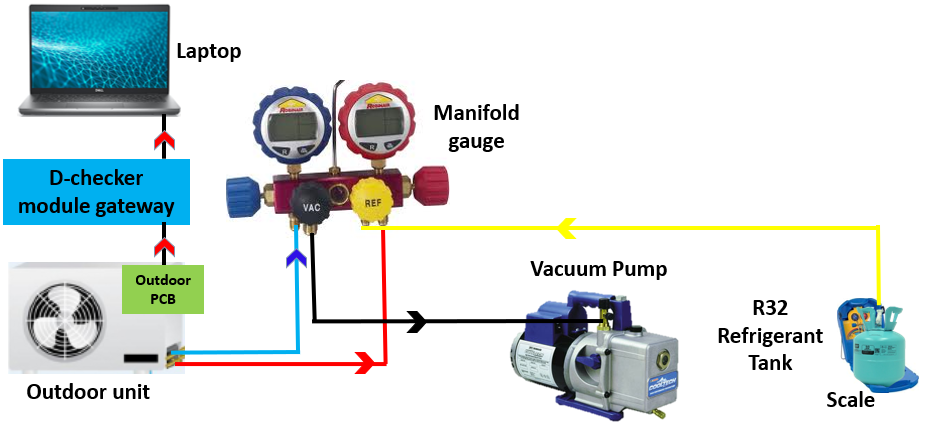 Laptop
Manifold
gauge
D-checker
module gateway
VAC
REF
Outdoor
PCB
Vacuum Pump
R32
Refrigerant
Tank
Outdoor unit
Scale